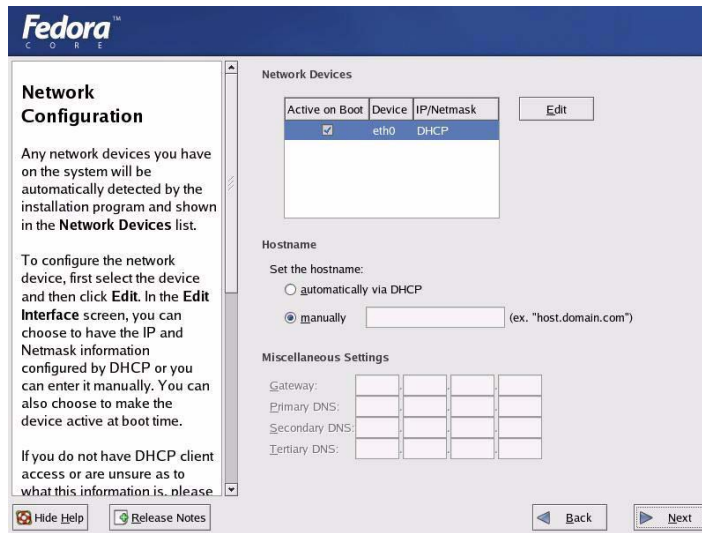 Fedora™
CORE
Network
Configuration
Any network devices you have
on the system will be
automatically detected by the
installation program and shown
in the Network Devices list.
To configure the network
device, first select the device
and then click Edit. In the Edit
Interface screen, you can
choose to have the IP and
Netmask information
configured by DHCP or you
can enter it manually. You can
also choose to make the
device active at boot time.
If you do not have DHCP client
access or are unsure as to
what this information is, please
Network Devices
Active on Boot Device IP/Netmask
eth0 DHCP
Edit
Hostname
Set the hostname:
automatically via DHCP
manually (ex. "host.domain.com")
Miscellaneous Settings
Gateway:
Primary DNS:
Secondary DNS:
Tertiary DNS:
Hide Help
Release Notes
Back
Next